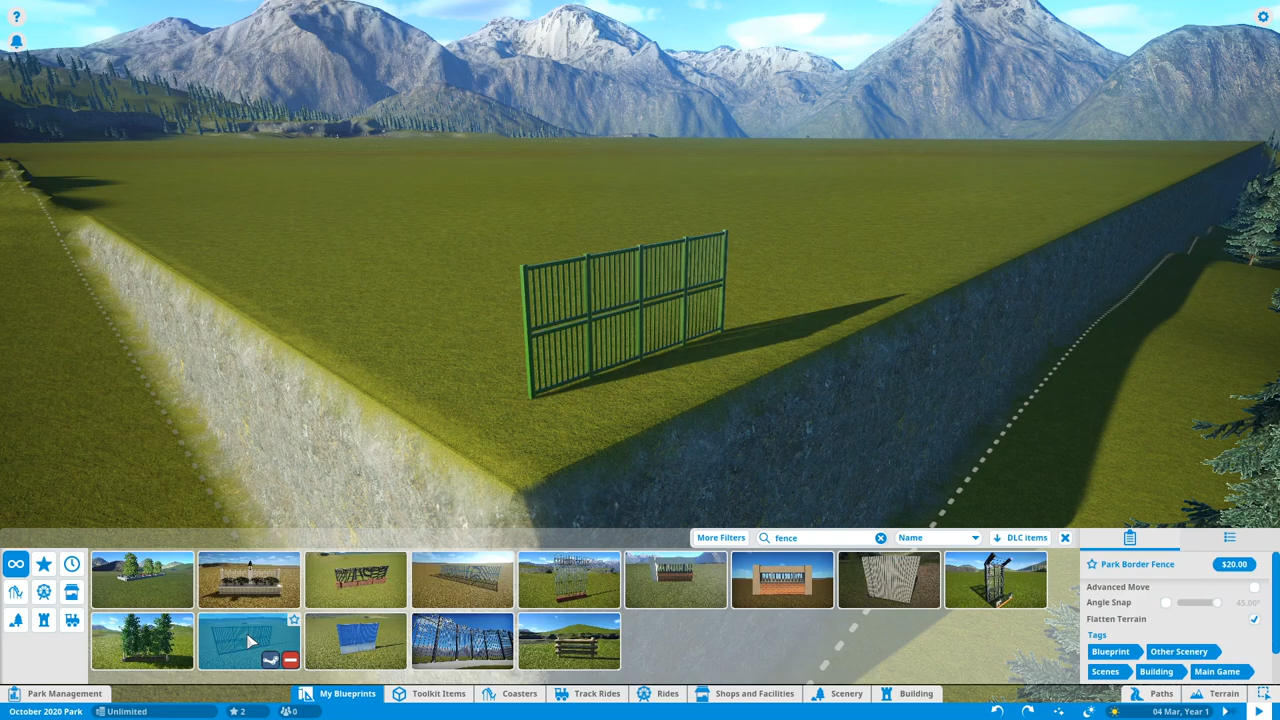 ?
More Filters
fence
Name
DLC items
Park Border Fence
$20.00
Advanced Move
Angle Snap
45.00°
Flatten Terrain
Tags
Blueprint
Other Scenery
Scenes
Building
Main Game
Park Management
My Blueprints
Toolkit Items
Coasters
Track Rides
Rides
Shops and Facilities
Scenery
Building
Paths
Terrain
October 2020 Park
Unlimited
2
0
04 Mar, Year 1